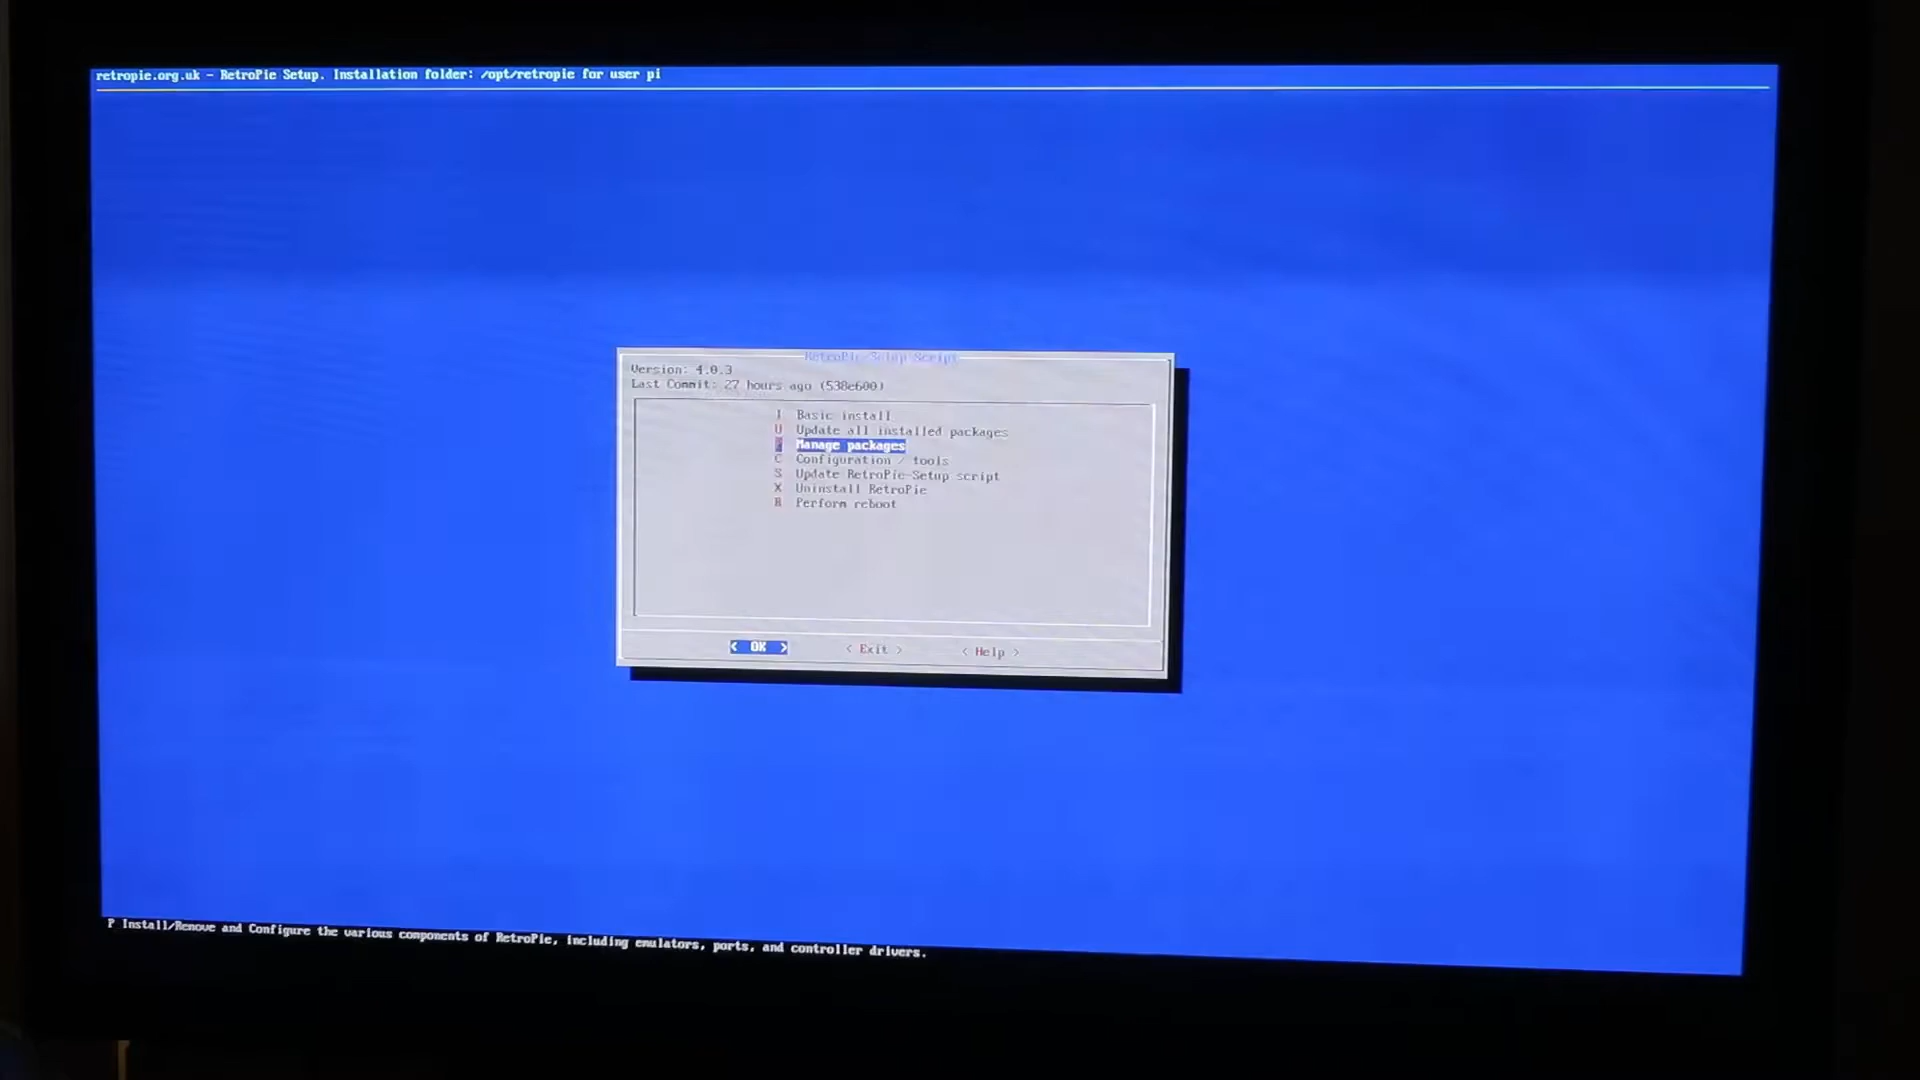 retropie.org.uk - RetroPie Setup. Installation folder: /opt/retropie for user pi
RetroPie-Setup Script
Version: 4.0.3
Last Commit: 27 hours ago (538e600)
I Basic install
U Update all installed packages
P Manage packages
C Configuration / tools
S Update RetroPie-Setup script
X Uninstall RetroPie
R Perform reboot
< OK > < Exit > < Help >
P Install/Remove and Configure the various components of RetroPie, including emulators, ports, and controller drivers.